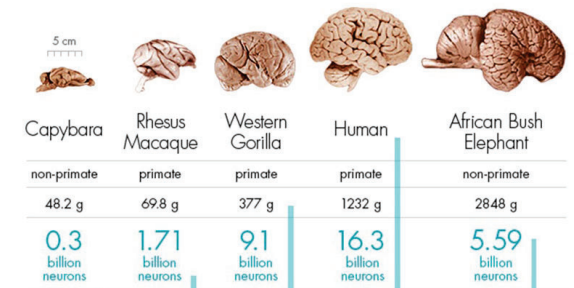 5 cm
Capybara
Rhesus
Macaque
Western
Gorilla
Human
African Bush
Elephant
non-primate primate primate primate non-primate
48.2 g 69.8 g 377 g 1232 g 2848 g
0.3 1.71 9.1 16.3 5.59
billion billion billion billion billion
neurons neurons neurons neurons neurons